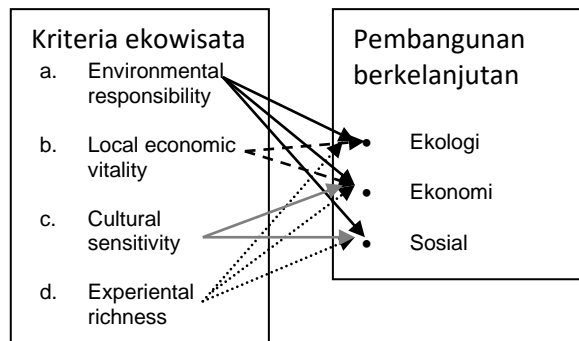 Kriteria ekowisata
a. Environmental
responsibility
b. Local economic
vitality
c. Cultural
sensitivity
d. Experiental
richness
Pembangunan
berkelanjutan
• Ekologi
• Ekonomi
• Sosial